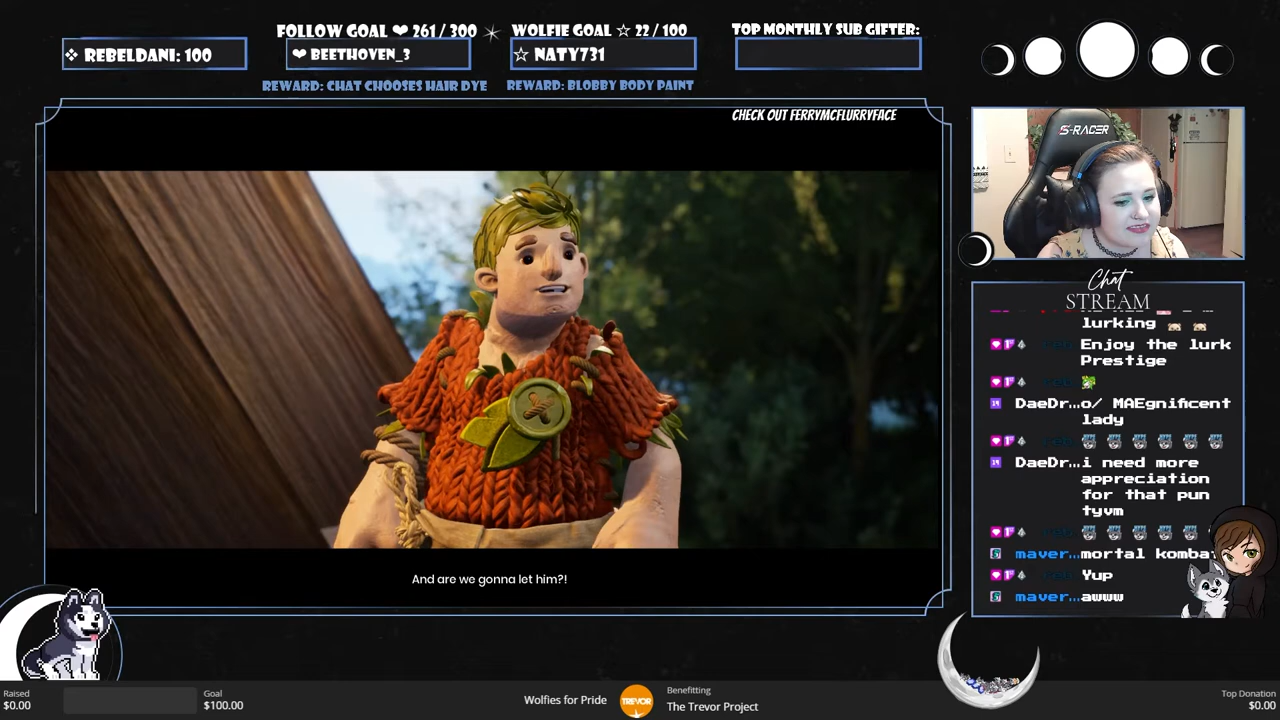 FOLLOW GOAL ❤ 261 / 300
WOLFIE GOAL ☆ 22 / 100
TOP MONTHLY SUB GIFTER:
❖ REBELDANI: 100
❤ BEETHOVEN_3
☆ NATY731
REWARD: CHAT CHOOSES HAIR DYE
REWARD: BLOBBY BODY PAINT
CHECK OUT FERRYMCFLURRYFACE
S-RACER
And are we gonna let him?!
Chat
STREAM
lurking
Enjoy the lurk
Prestige
DaeDr...o/ MAEgnificent
lady
DaeDr...i need more
appreciation
for that pun
tyvm
maver...mortal kombat
Yup
maver...awww
Raised
$0.00
Goal
$100.00
Wolfies for Pride
TREVOR
Benefitting
The Trevor Project
Top Donation
$0.00